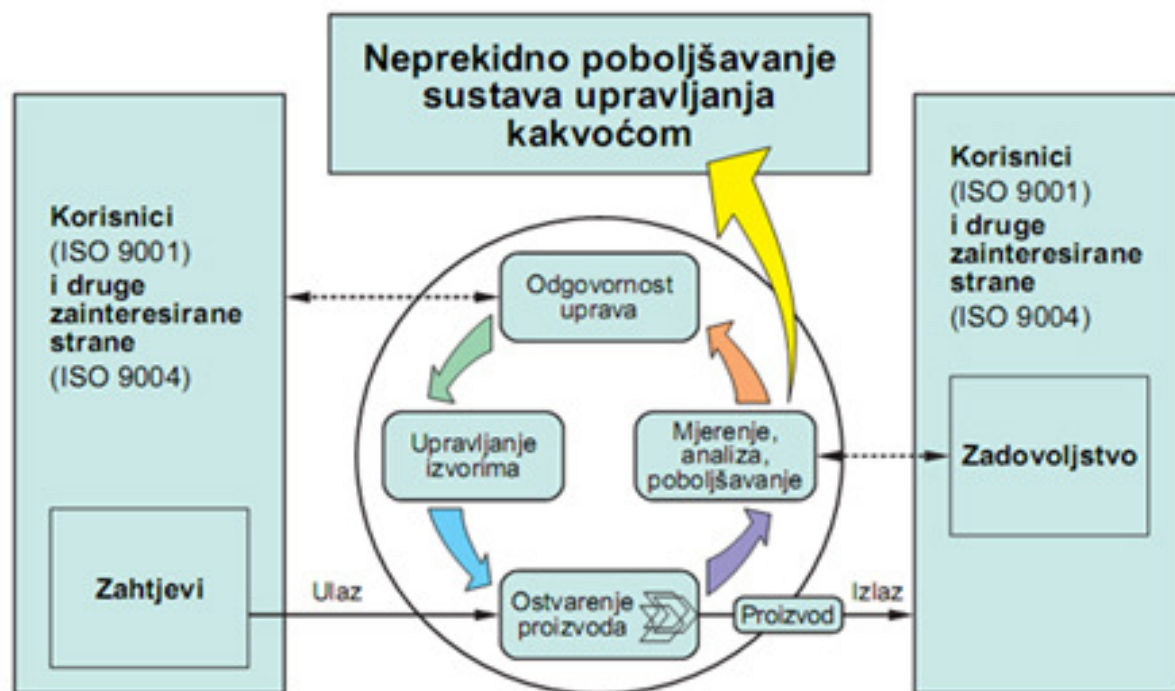 Neprekidno poboljšavanje
sustava upravljanja
kakvoćom
Korisnici
(ISO 9001)
i druge
zainteresirane
strane
(ISO 9004)
Zahtjevi
Odgovornost
uprava
Upravljanje
izvorima
Mjerenje,
analiza,
poboljšavanje
Ulaz
Ostvarenje
proizvoda
Proizvod
Izlaz
Korisnici
(ISO 9001)
i druge
zainteresirane
strane
(ISO 9004)
Zadovoljstvo